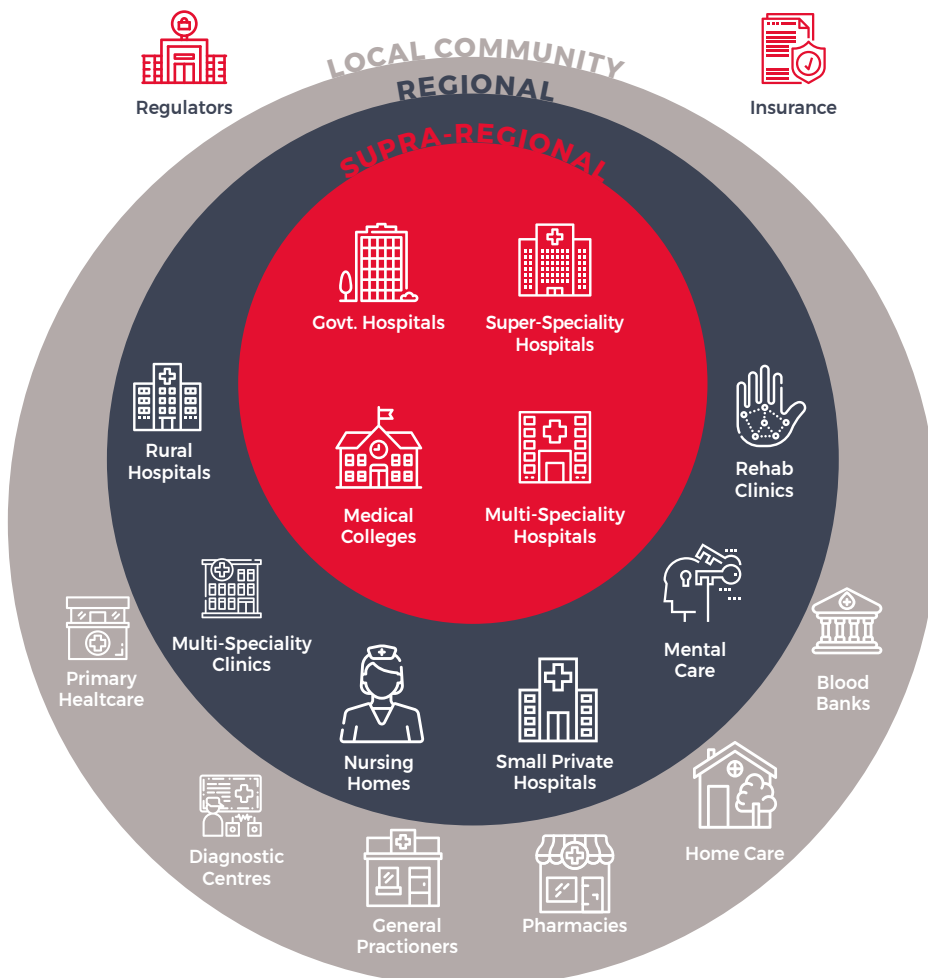 LOCAL COMMUNITY
REGIONAL
SUPRA-REGIONAL
Regulators
Insurance
Govt. Hospitals
Super-Speciality
Hospitals
Rural
Hospitals
Medical
Colleges
Multi-Speciality
Hospitals
Rehab
Clinics
Multi-Speciality
Clinics
Mental
Care
Primary
Healtcare
Nursing
Homes
Small Private
Hospitals
Blood
Banks
Diagnostic
Centres
General
Practioners
Pharmacies
Home Care